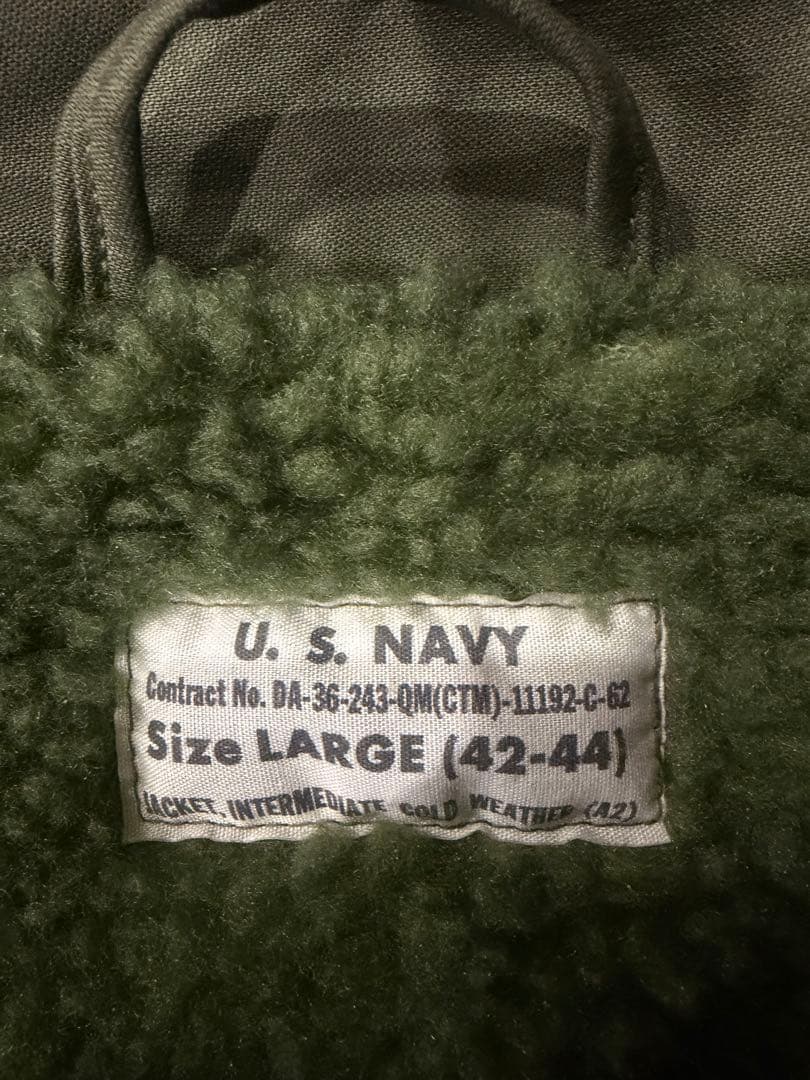 U. S. NAVY
Contract No. DA-36-243-QM(CTM)-11192-C-62
Size LARGE (42-44)
JACKET, INTERMEDIATE COLD WEATHER (A2)